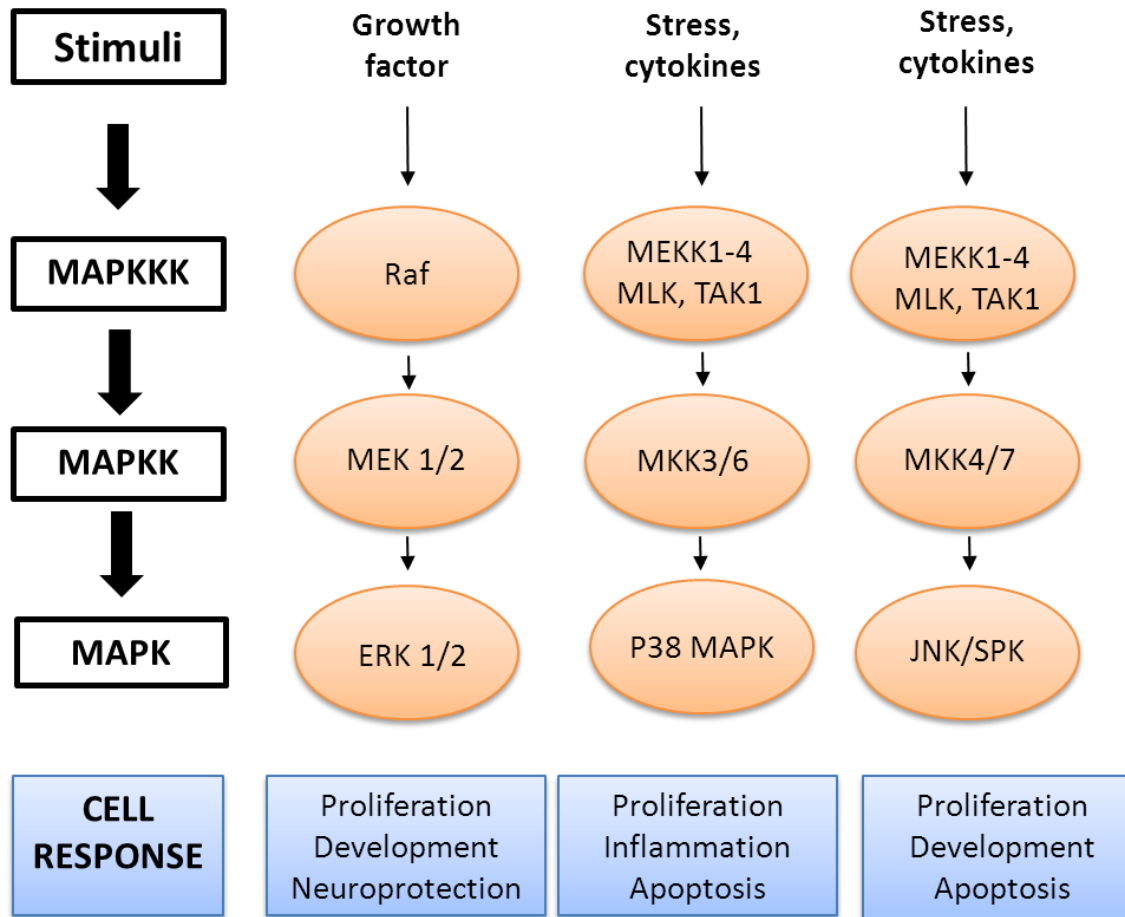 Stimuli
Growth
factor
Stress,
cytokines
Stress,
cytokines
MAPKKK
Raf
MEKK1-4
MLK, TAK1
MEKK1-4
MLK, TAK1
MAPKK
MEK 1/2
MKK3/6
MKK4/7
MAPK
ERK 1/2
P38 MAPK
JNK/SPK
CELL
RESPONSE
Proliferation
Development
Neuroprotection
Proliferation
Inflammation
Apoptosis
Proliferation
Development
Apoptosis